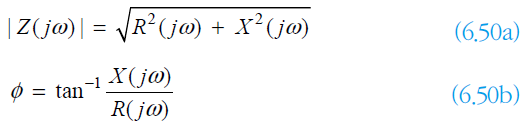 | Z(jω) | = √R²(jω) + X²(jω) (6.50a)
ϕ = tan⁻¹ X(jω)/R(jω) (6.50b)